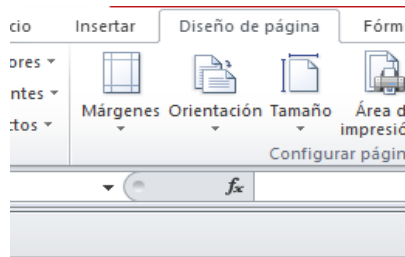 cio Insertar Diseño de página Fórm
ores
ntes
ctos
Márgenes Orientación Tamaño Área d
impresió
Configurar págin
fx